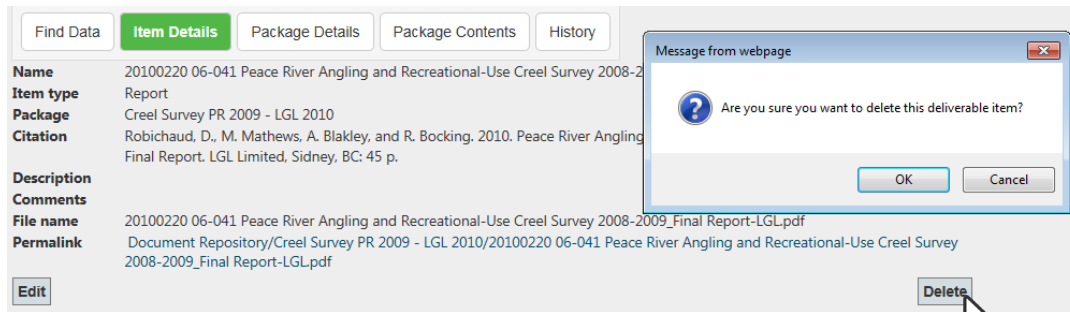 Find Data Item Details Package Details Package Contents History
Message from webpage
Are you sure you want to delete this deliverable item?
OK Cancel
Name 20100220 06-041 Peace River Angling and Recreational-Use Creel Survey 2008-2
Item type Report
Package Creel Survey PR 2009 - LGL 2010
Citation Robichaud, D., M. Mathews, A. Blakley, and R. Bocking. 2010. Peace River Angling
Final Report. LGL Limited, Sidney, BC: 45 p.
Description
Comments
File name 20100220 06-041 Peace River Angling and Recreational-Use Creel Survey 2008-2009_Final Report-LGL.pdf
Permalink Document Repository/Creel Survey PR 2009 - LGL 2010/20100220 06-041 Peace River Angling and Recreational-Use Creel Survey
2008-2009_Final Report-LGL.pdf
Edit Delete